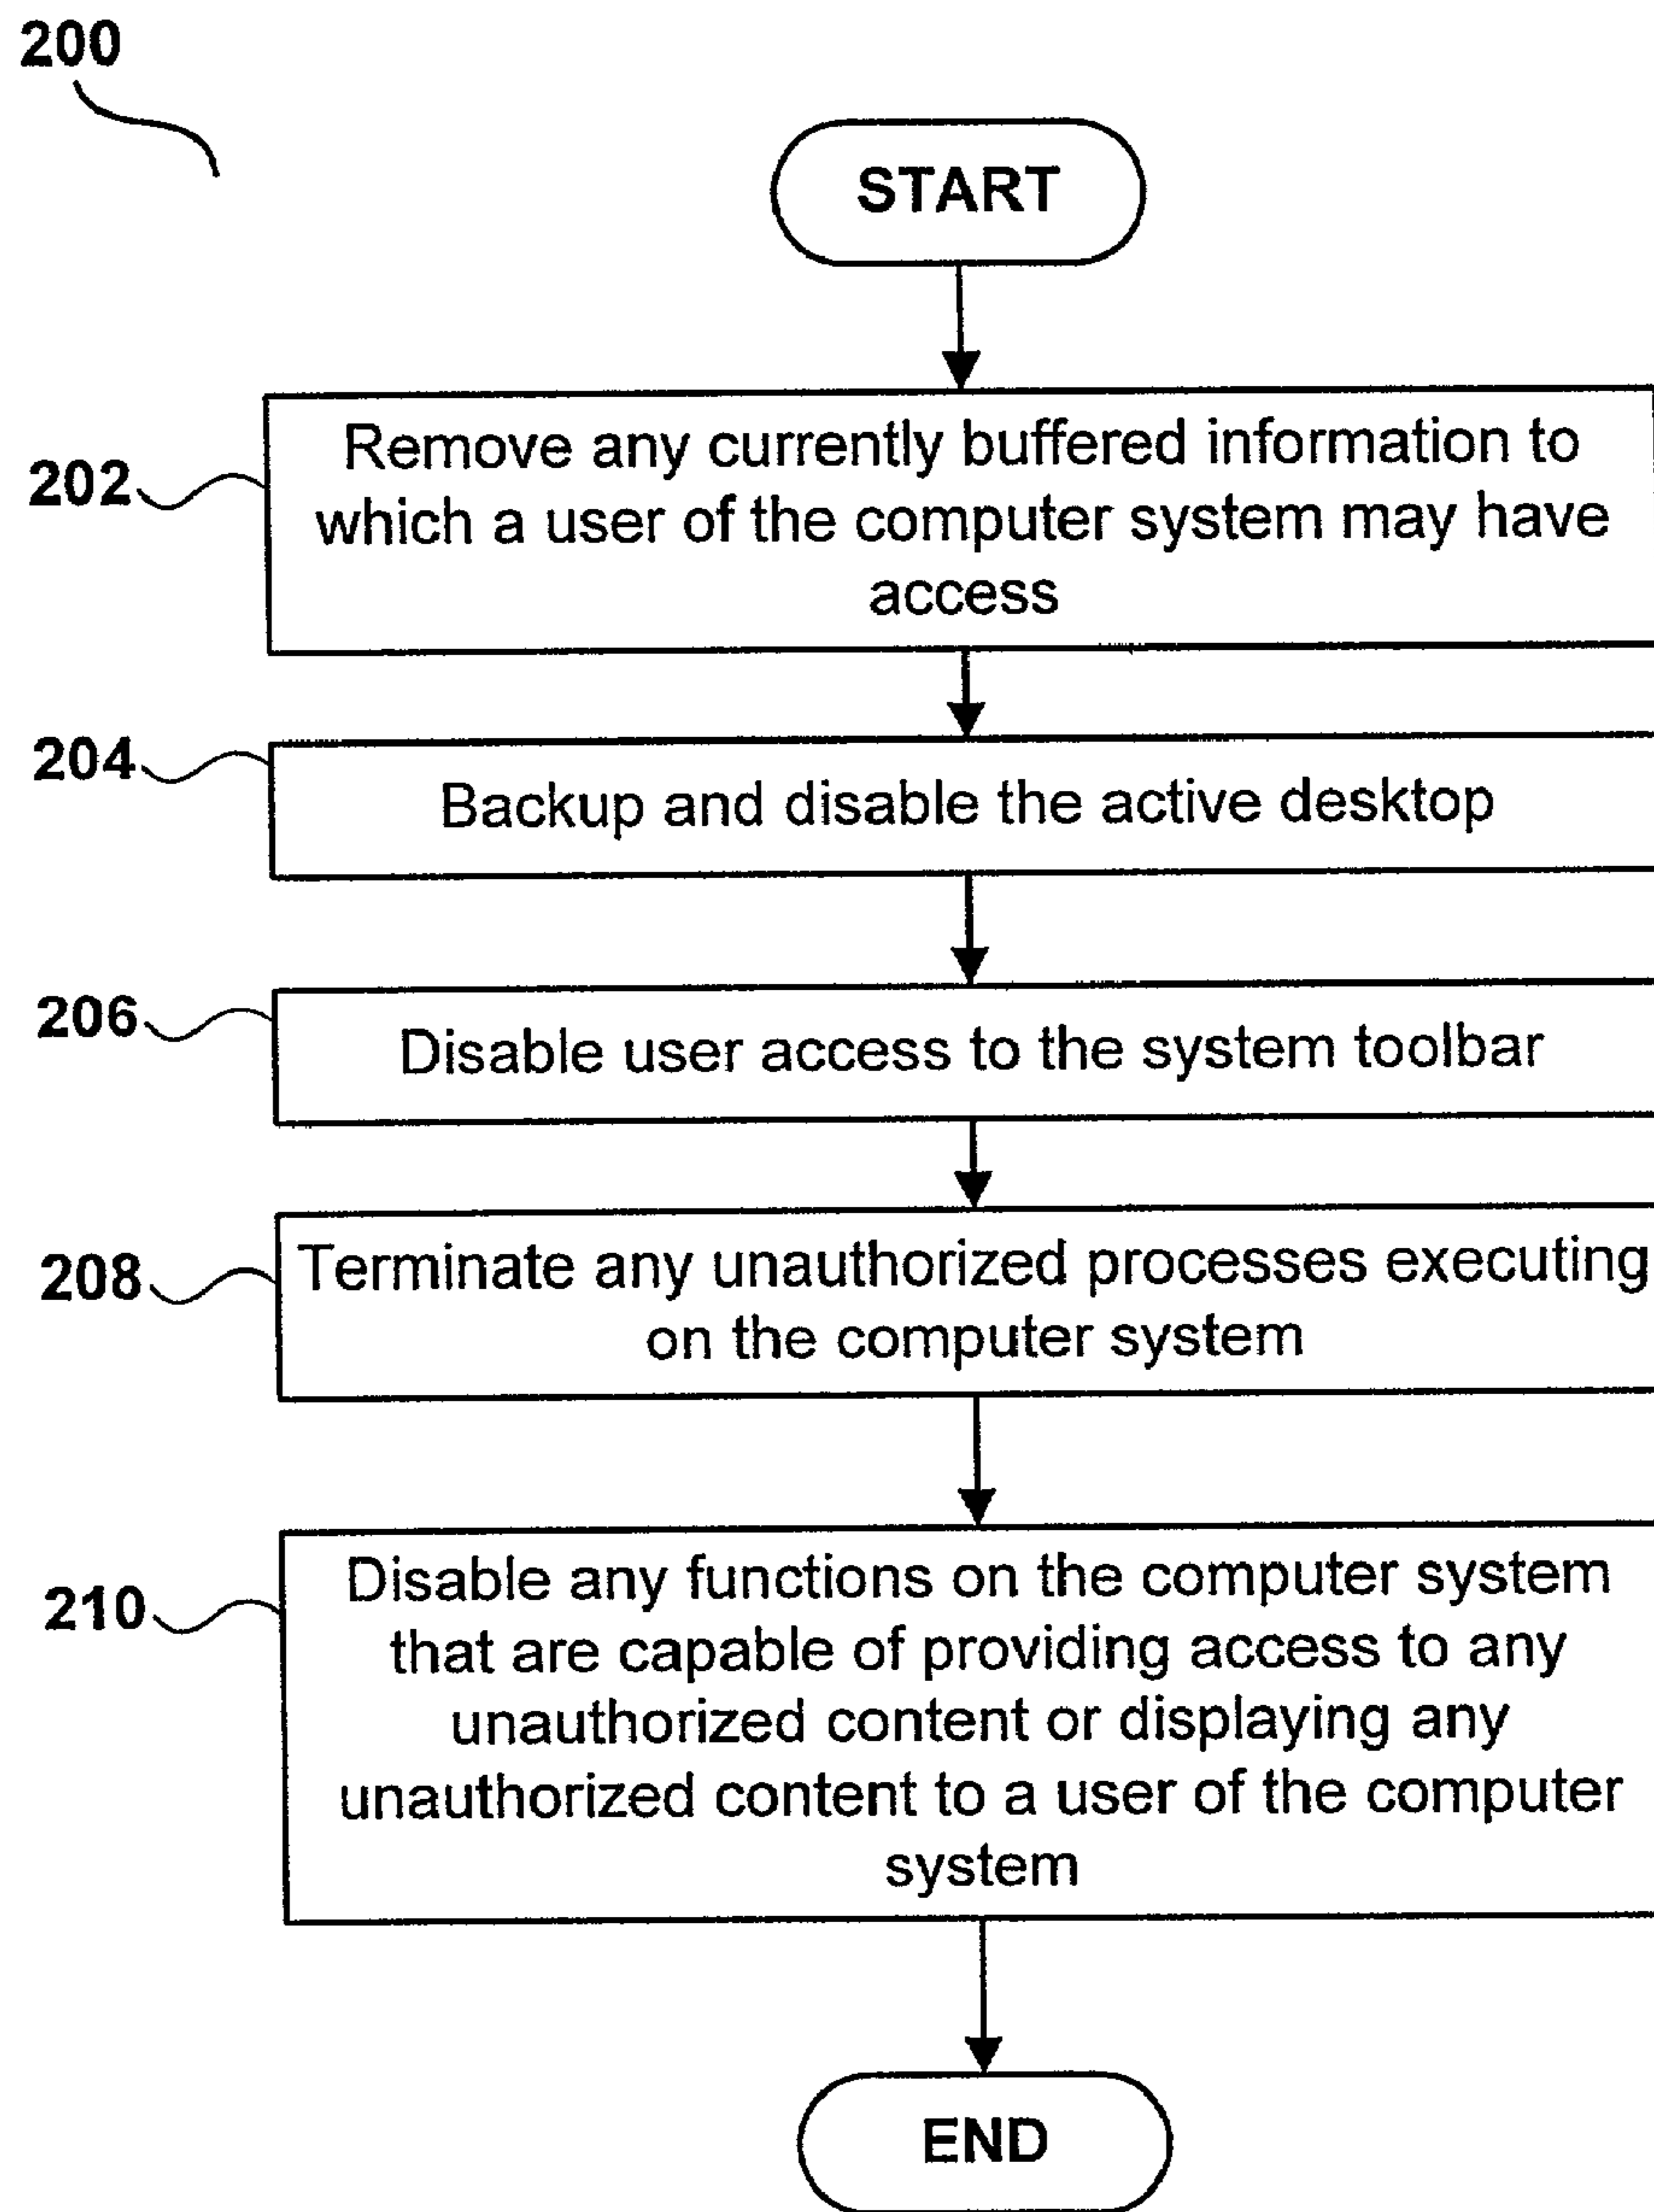 200
START
202
Remove any currently buffered information to
which a user of the computer system may have
access
204
Backup and disable the active desktop
206
Disable user access to the system toolbar
208
Terminate any unauthorized processes executing
on the computer system
210
Disable any functions on the computer system
that are capable of providing access to any
unauthorized content or displaying any
unauthorized content to a user of the computer
system
END